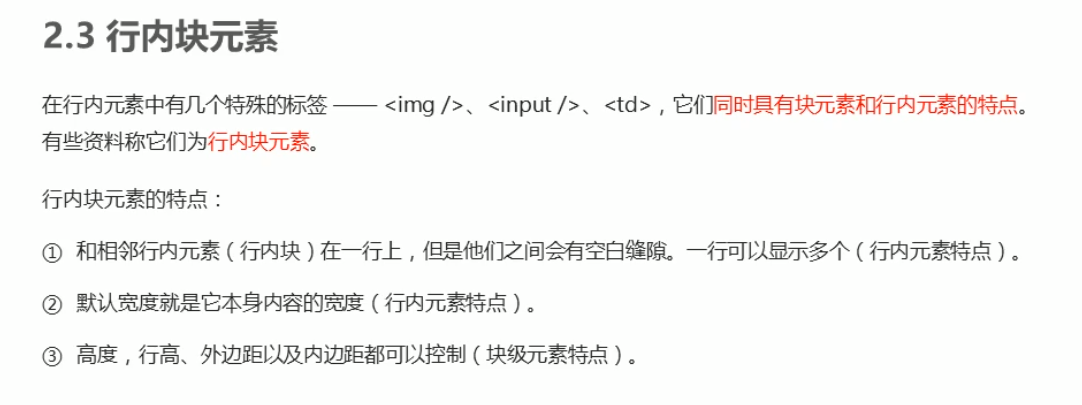 2.3 行内块元素
在行内元素中有几个特殊的标签 —— <img />、<input />、<td>，它们同时具有块元素和行内元素的特点。
有些资料称它们为行内块元素。
行内块元素的特点：
① 和相邻行内元素（行内块）在一行上，但是他们之间会有空白缝隙。一行可以显示多个（行内元素特点）。
② 默认宽度就是它本身内容的宽度（行内元素特点）。
③ 高度，行高、外边距以及内边距都可以控制（块级元素特点）。